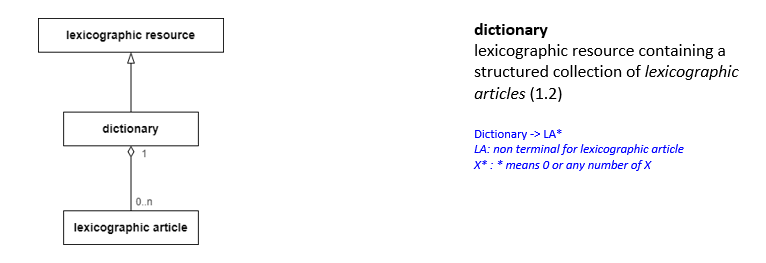 lexicographic resource
dictionary
1
0..n
lexicographic article
dictionary
lexicographic resource containing a
structured collection of lexicographic
articles (1.2)
Dictionary -> LA*
LA: non terminal for lexicographic article
X* : * means 0 or any number of X